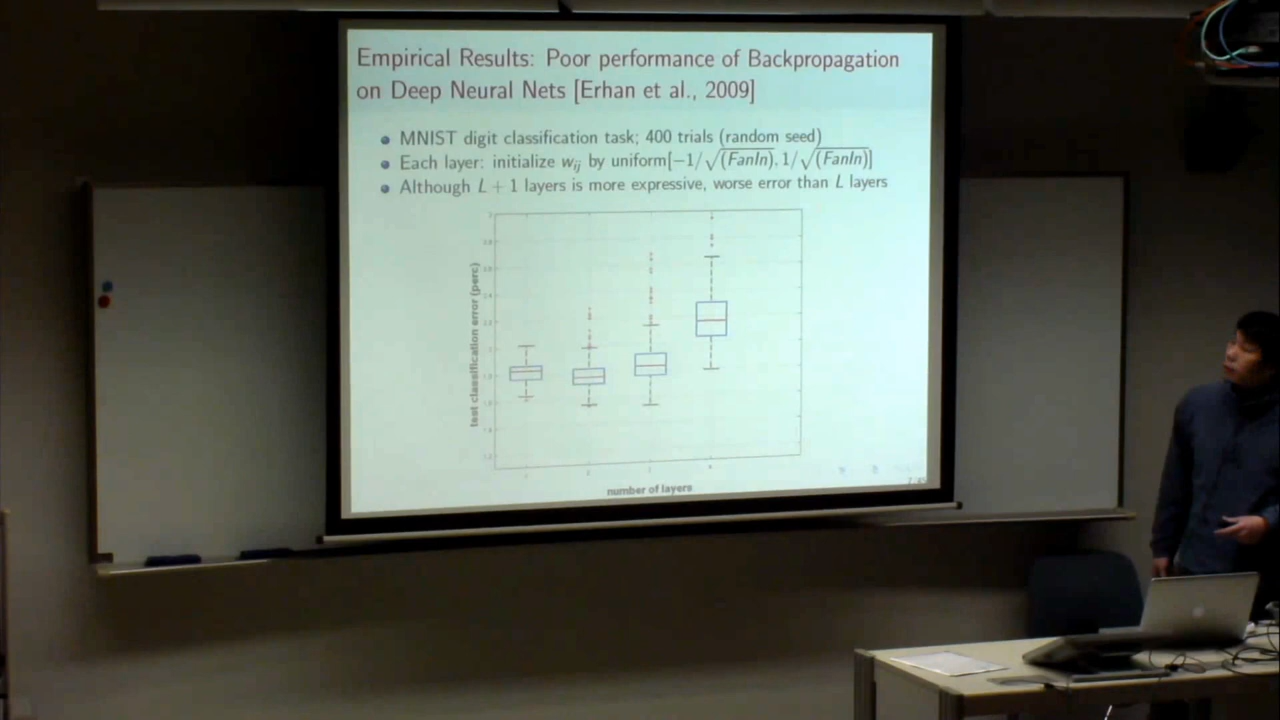 Empirical Results: Poor performance of Backpropagation
on Deep Neural Nets [Erhan et al., 2009]
MNIST digit classification task; 400 trials (random seed)
Each layer: initialize wij by uniform[−1/√(FanIn), 1/√(FanIn)]
Although L + 1 layers is more expressive, worse error than L layers
test classification error (perc)
number of layers